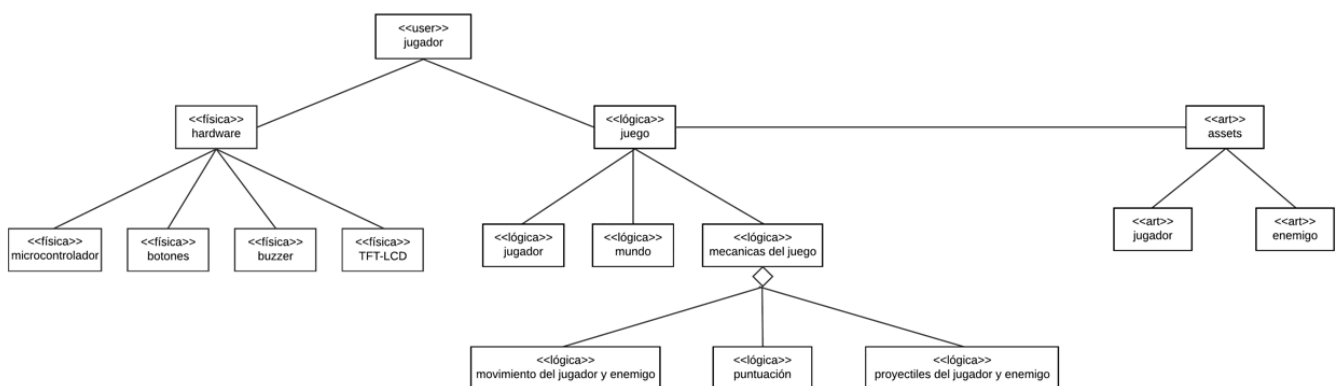 <<user>>
jugador
<<física>>
hardware
<<lógica>>
juego
<<art>>
assets
<<física>>
microcontrolador
<<física>>
botones
<<física>>
buzzer
<<física>>
TFT-LCD
<<lógica>>
jugador
<<lógica>>
mundo
<<lógica>>
mecanicas del juego
<<art>>
jugador
<<art>>
enemigo
<<lógica>>
movimiento del jugador y enemigo
<<lógica>>
puntuación
<<lógica>>
proyectiles del jugador y enemigo